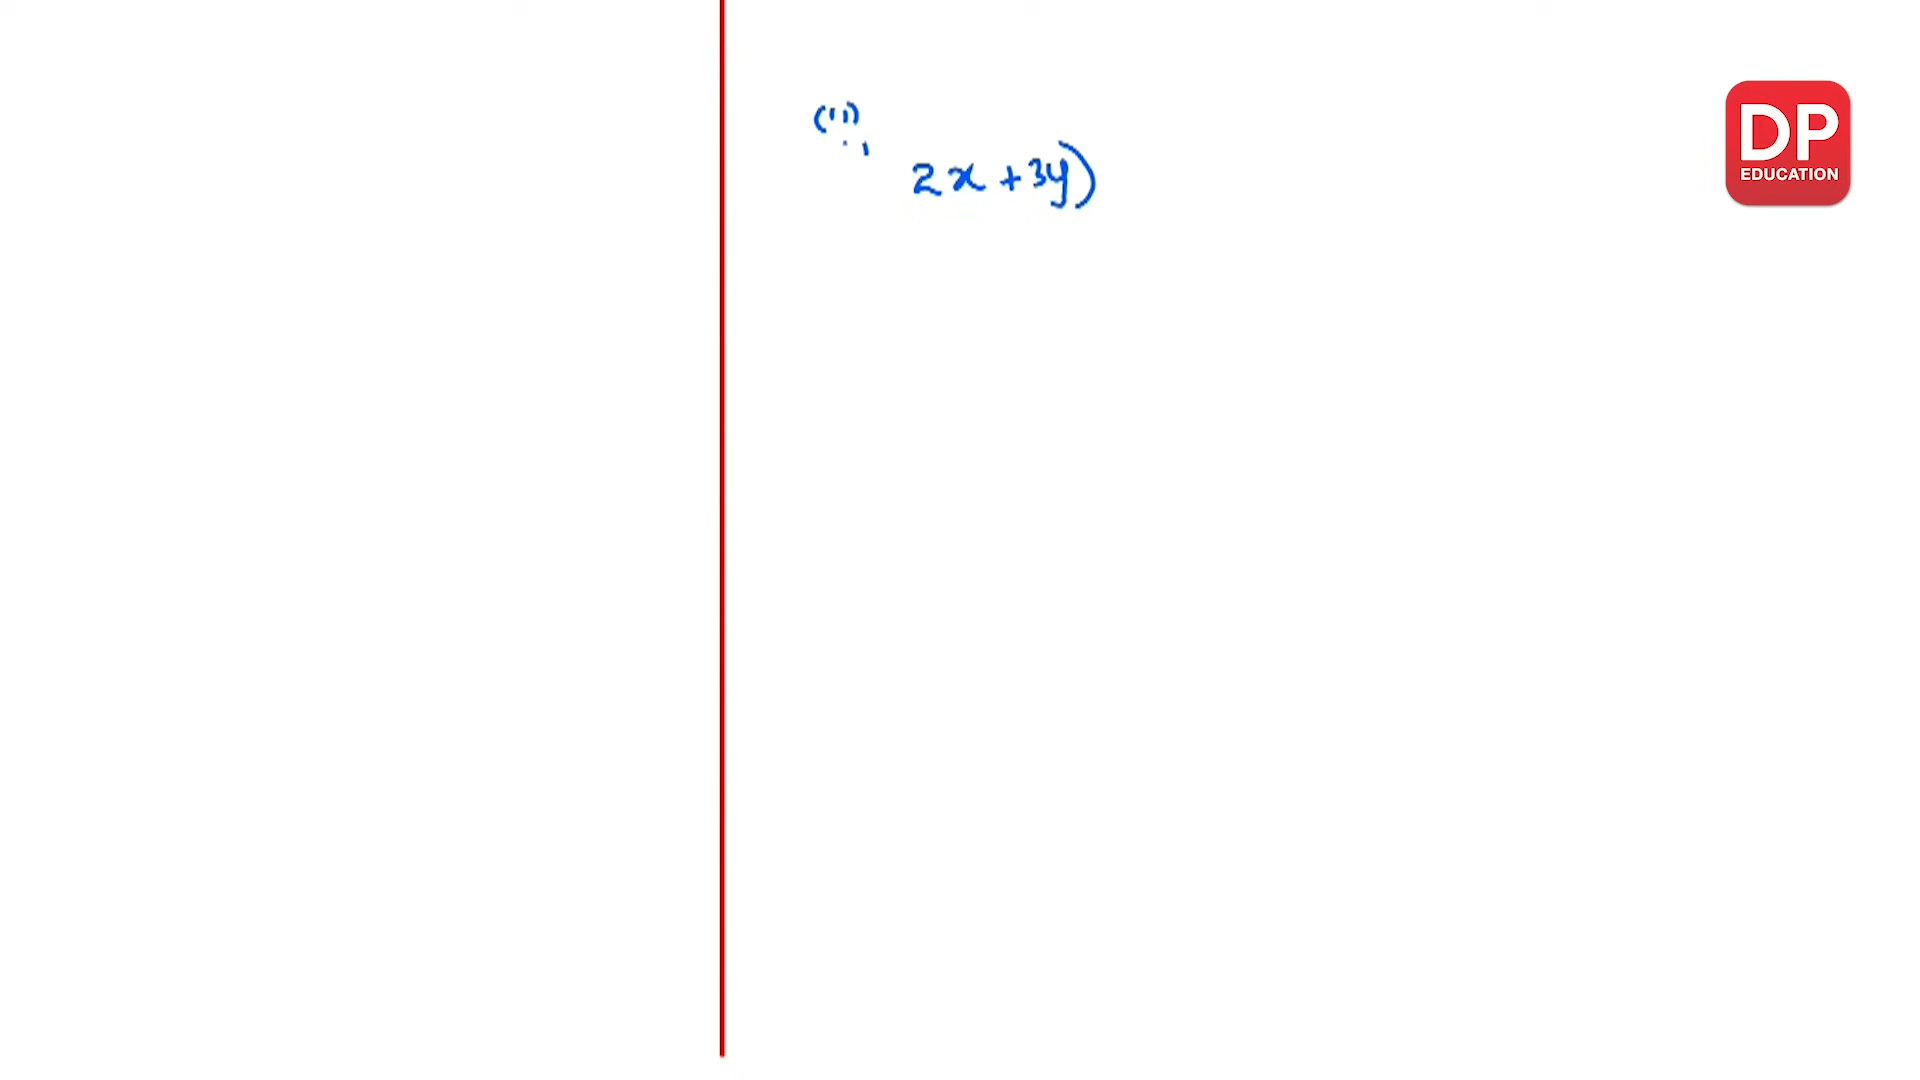 (ii)
2x + 3y)
DP
EDUCATION